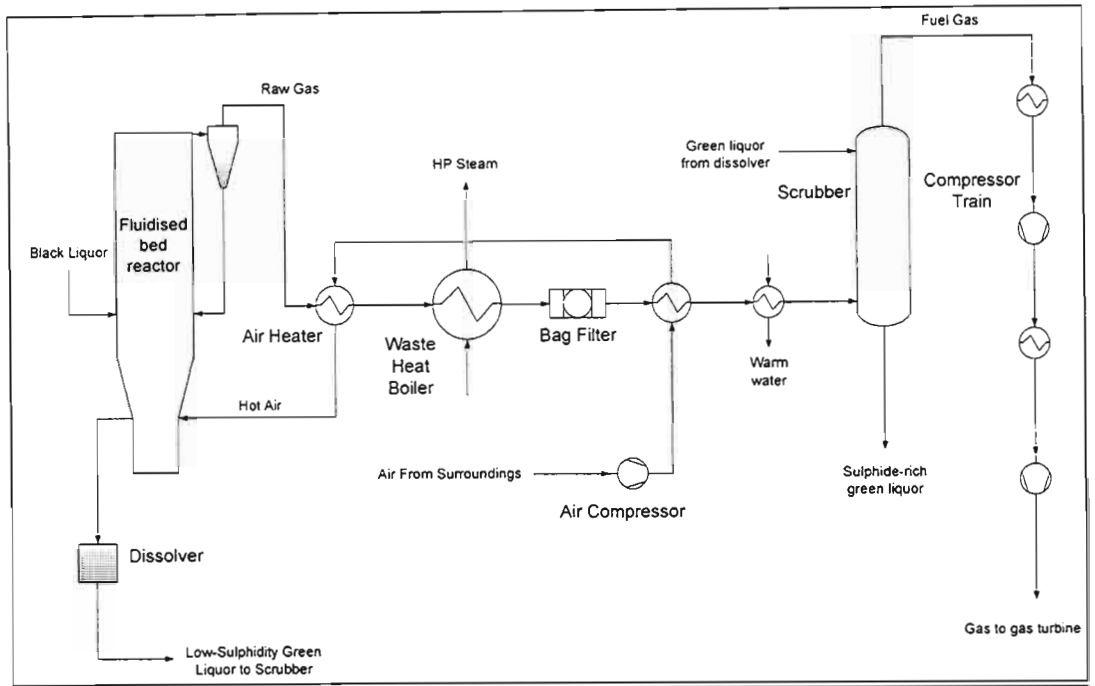 Fuel Gas
Raw Gas
Green liquor
from dissolver
HP Steam
Scrubber
Compressor
Train
Fluidised
bed
reactor
Black Liquor
Air Heater
Waste
Heat
Boiler
Bag Filter
Warm
water
Hot Air
Air From Surroundings
Air Compressor
Sulphide-rich
green liquor
Dissolver
Gas to gas turbine
Low-Sulphidity Green
Liquor to Scrubber